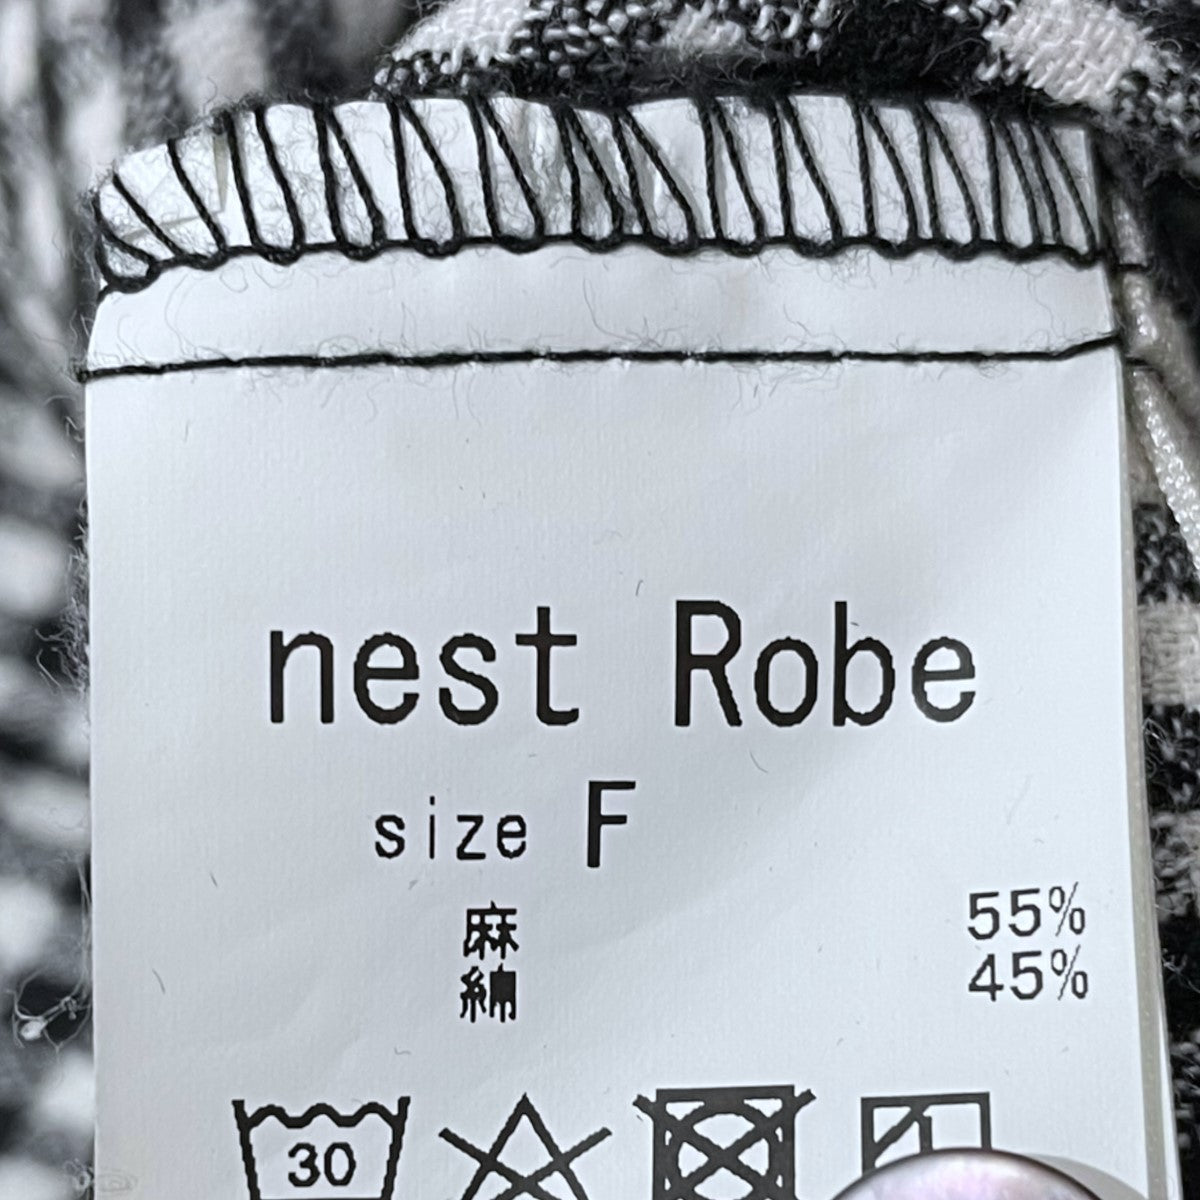 nest Robe
size F
麻 55%
綿 45%
30